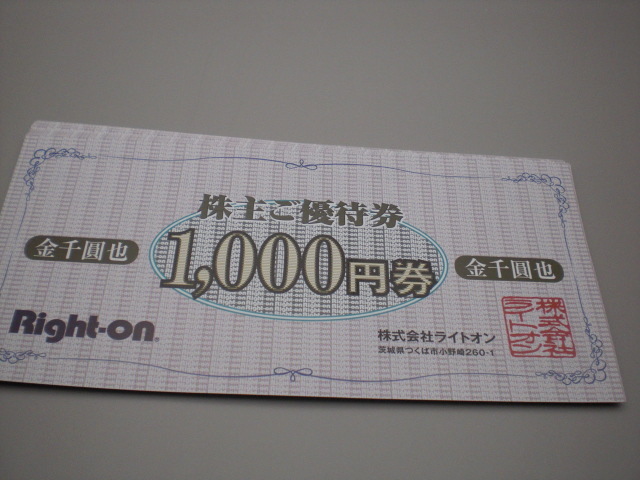 株主ご優待券
金千圓也
1,000円券
金千圓也
Right-on®
株式会社ライトオン
茨城県つくば市小野崎260-1
株式会社
ライトオン